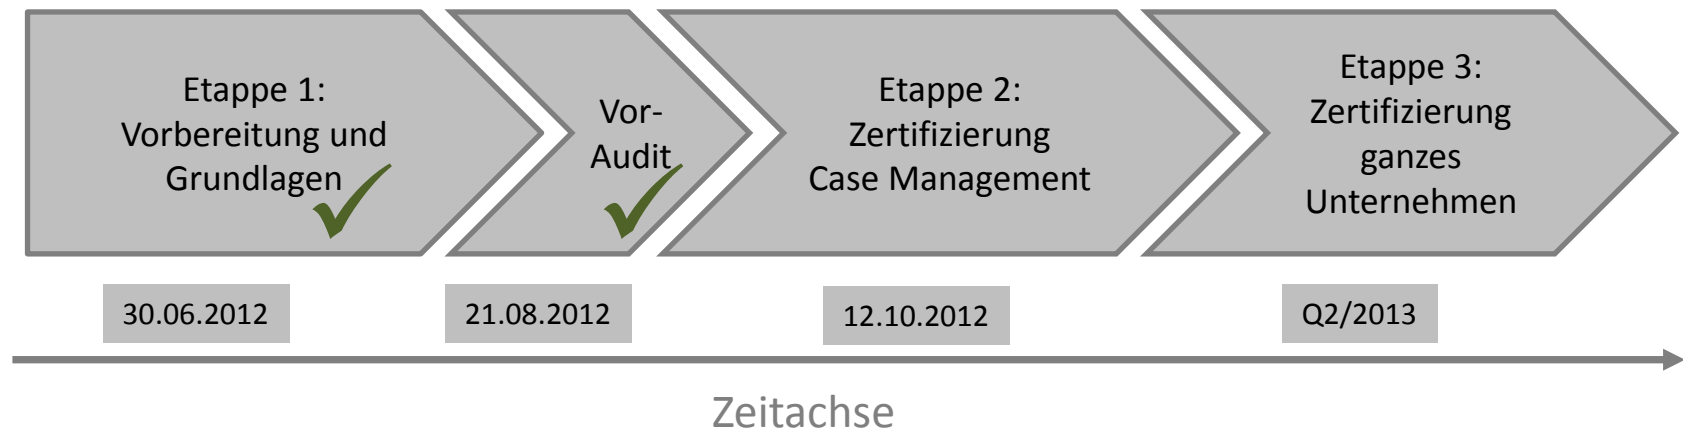 Etappe 1:
Vorbereitung und
Grundlagen
Vor-
Audit
Etappe 2:
Zertifizierung
Case Management
Etappe 3:
Zertifizierung
ganzes
Unternehmen
30.06.2012
21.08.2012
12.10.2012
Q2/2013
Zeitachse